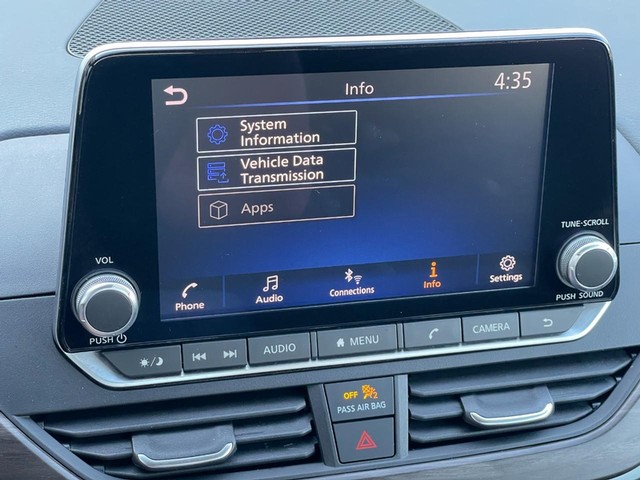 Info
4:35
System
Information
Vehicle Data
Transmission
Apps
Phone
Audio
Connections
Info
Settings
VOL
PUSH
TUNE·SCROLL
PUSH SOUND
AUDIO
MENU
CAMERA
OFF
2
PASS AIR BAG